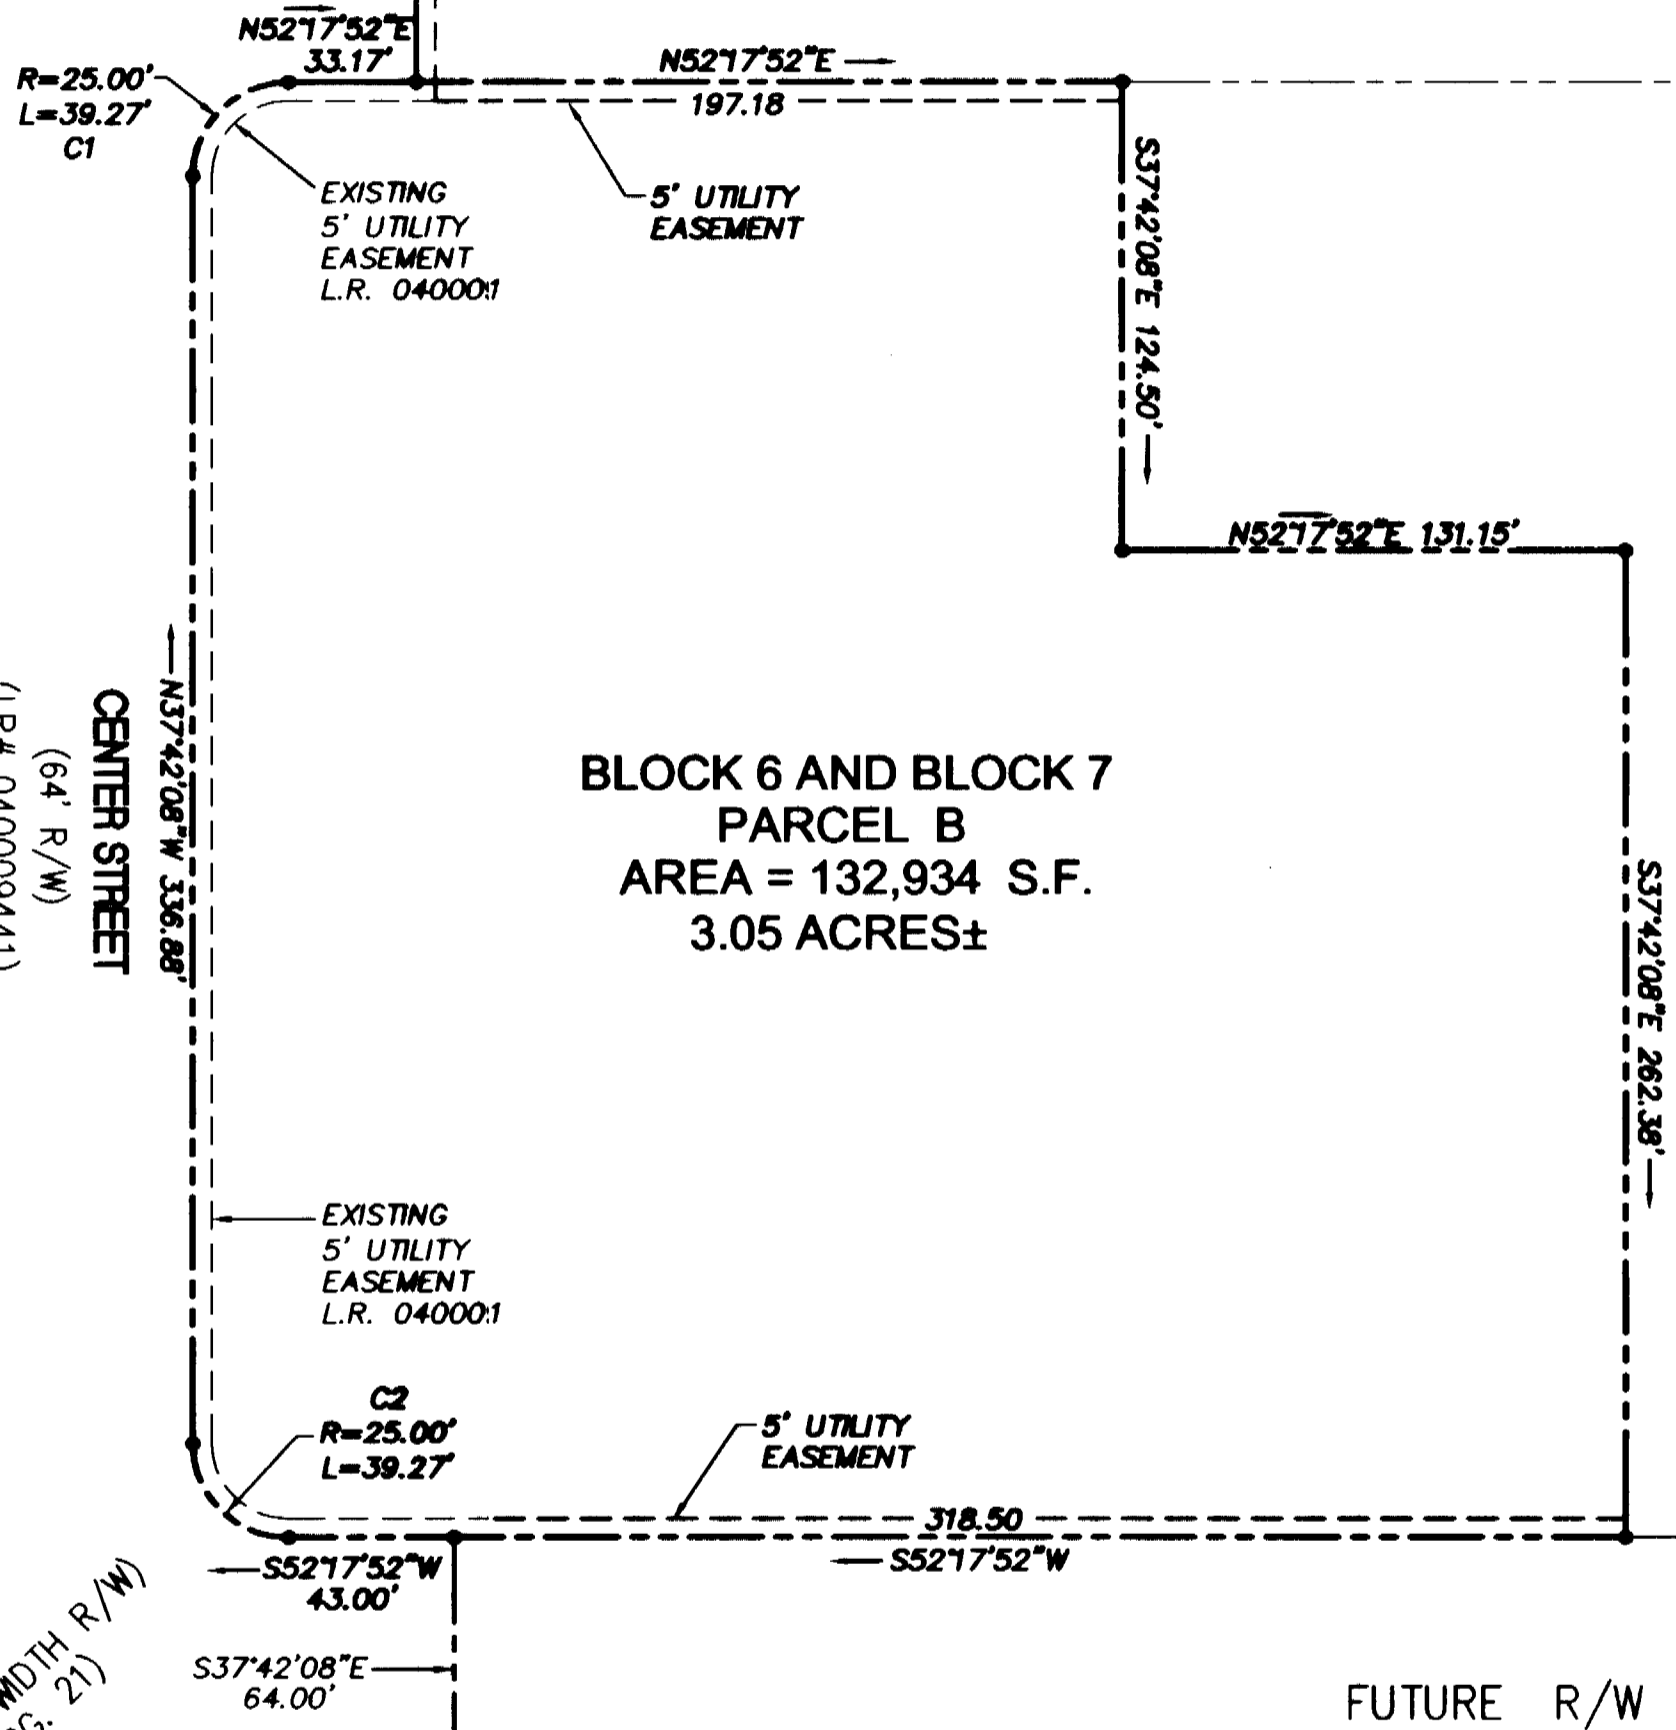 N52°17'52"E
33.17'
R=25.00'
L=39.27'
C1
N52°17'52"E
197.18
EXISTING
5' UTILITY
EASEMENT
L.R. 040001
5' UTILITY
EASEMENT
S37°42'08"E 124.50'
N52°17'52"E 131.15'
CENTER STREET
(64' R/W)
N37°42'08"W 336.88'
BLOCK 6 AND BLOCK 7
PARCEL B
AREA = 132,934 S.F.
3.05 ACRES±
S37°42'08"E 262.38'
EXISTING
5' UTILITY
EASEMENT
L.R. 040001
C2
R=25.00'
L=39.27'
5' UTILITY
EASEMENT
318.50
S52°17'52"W
S52°17'52"W
43.00'
S37°42'08"E
64.00'
R/W)
21)
FUTURE R/W